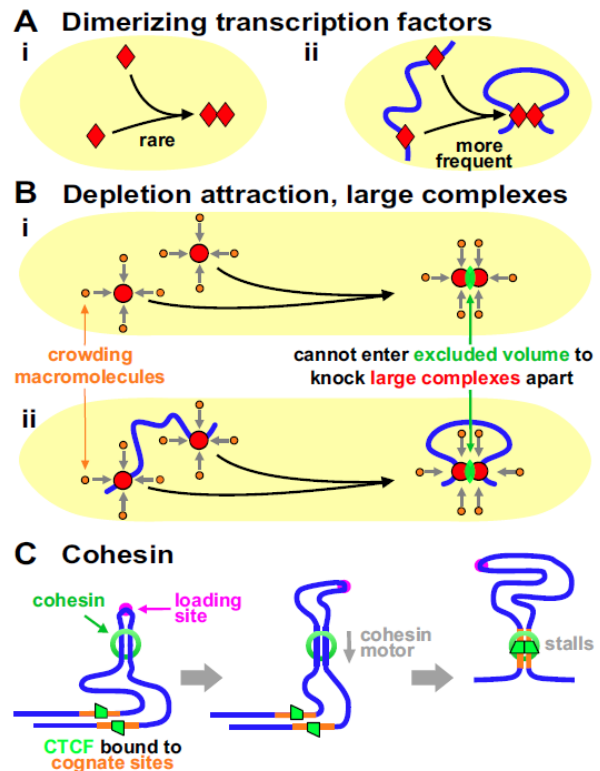 A Dimerizing transcription factors
i
ii
rare
more
frequent
B Depletion attraction, large complexes
i
crowding
macromolecules
cannot enter excluded volume to
knock large complexes apart
ii
C Cohesin
cohesin
loading
site
cohesin
motor
stalls
CTCF bound to
cognate sites